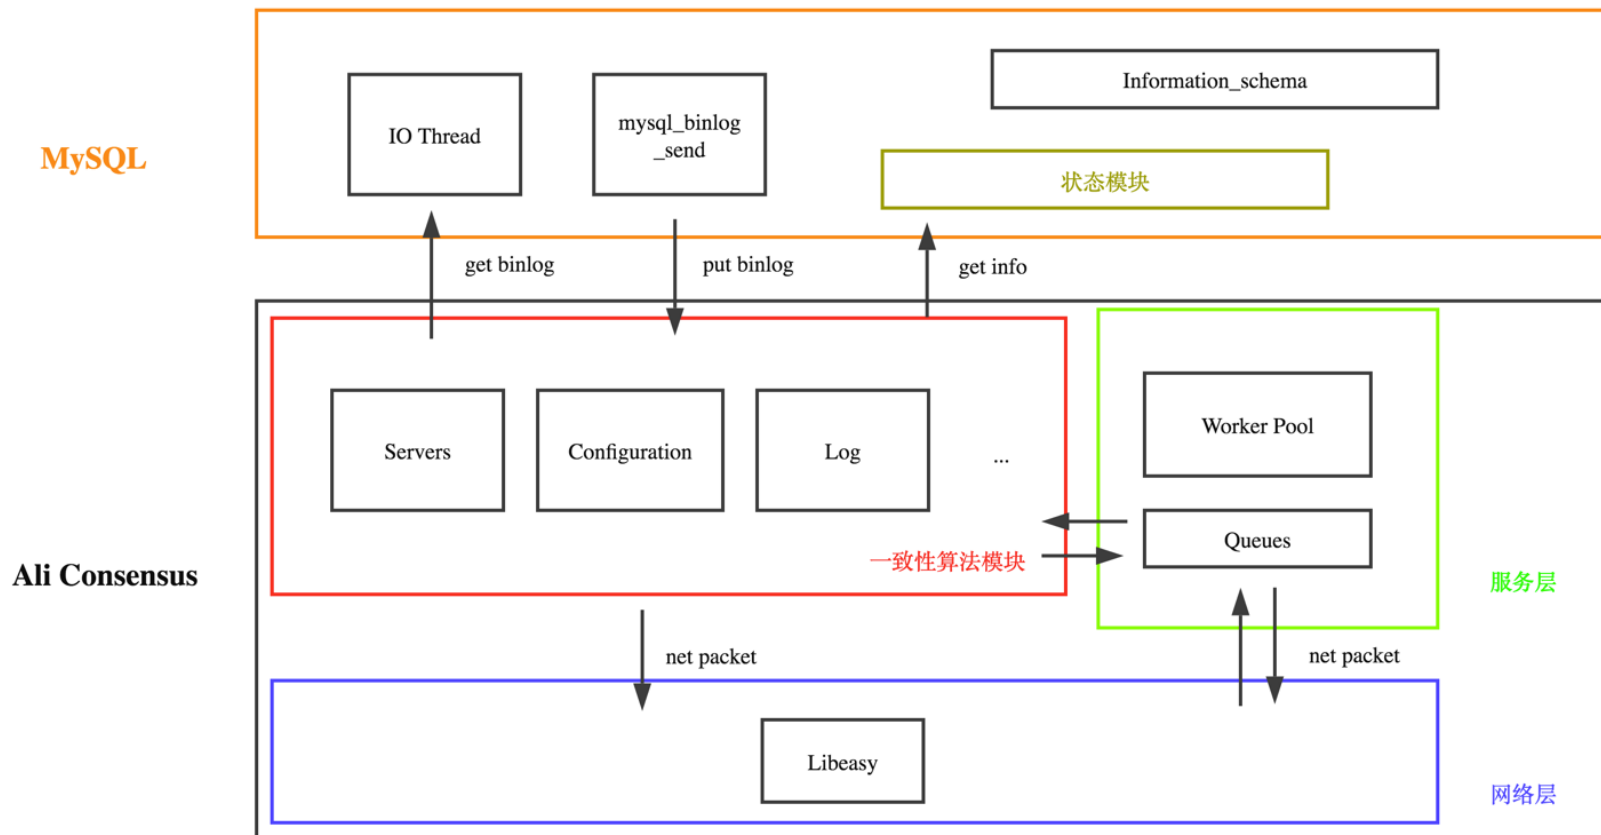 Information_schema
IO Thread
mysql_binlog
_send
MySQL
状态模块
get binlog
put binlog
get info
Servers
Configuration
Log
...
Worker Pool
Queues
一致性算法模块
Ali Consensus
服务层
net packet
net packet
Libeasy
网络层